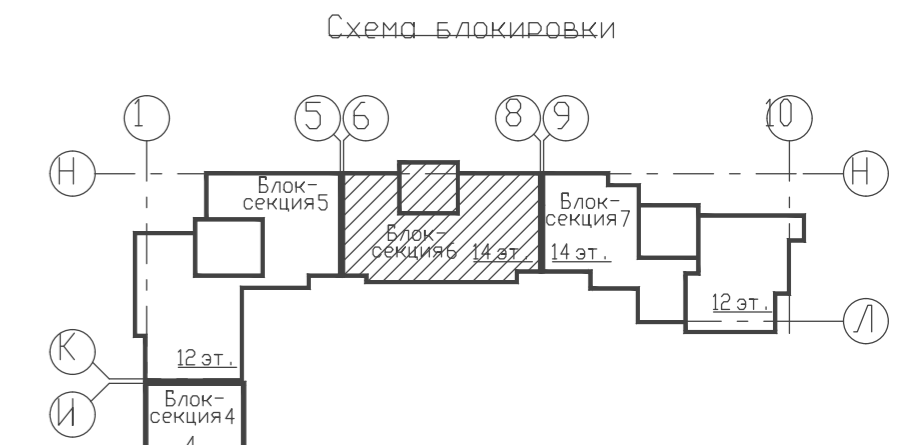 Схема блокировки
1 5 6 8 9 10
Н Н
Блок-
секция5
Блок-
секция6
14 эт.
Блок-
секция7
14 эт.
12 эт.
Л
12 эт.
К
И
Блок-
секция4